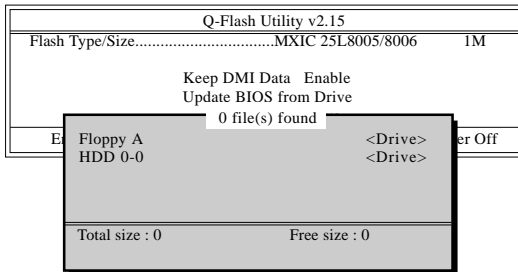 Q-Flash Utility v2.15
Flash Type/Size.................................MXIC 25L8005/8006 1M
Keep DMI Data Enable
Update BIOS from Drive
0 file(s) found
Floppy A <Drive>
HDD 0-0 <Drive>
Total size : 0 Free size : 0